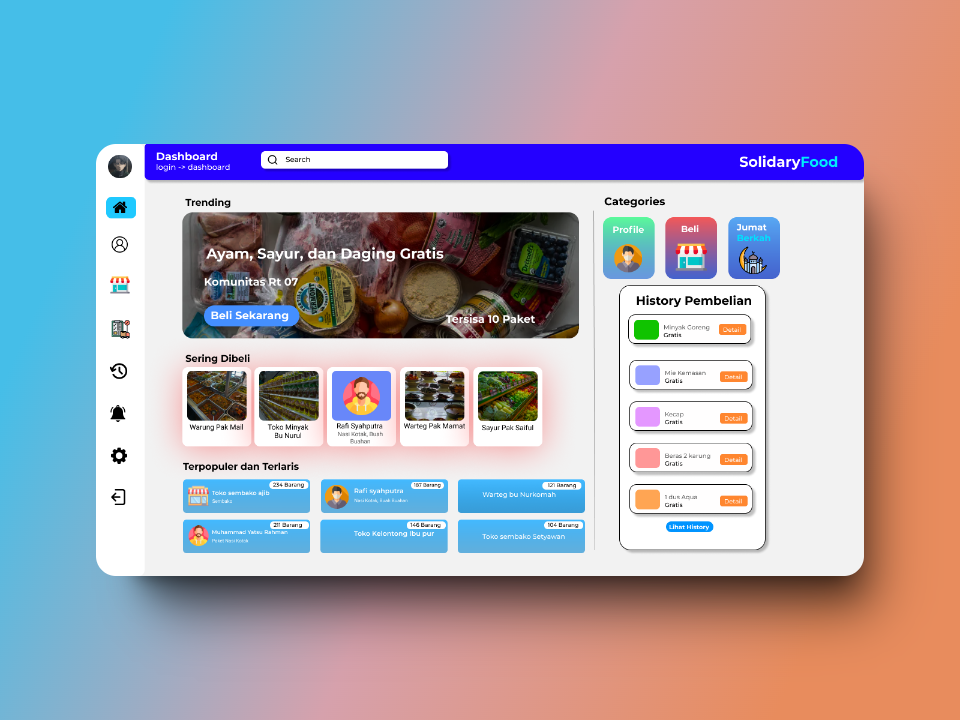 Dashboard
login -> dashboard
Search
SolidaryFood
Trending
Ayam, Sayur, dan Daging Gratis
Komunitas Rt 07
Beli Sekarang
Tersisa 10 Paket
Sering Dibeli
Warung Pak Mail
Toko Minyak
Bu Nurul
Rafi Syahputra
Nasi Kotak, Buah
Buahan
Warteg Pak Mamat
Sayur Pak Saiful
Terpopuler dan Terlaris
234 Barang
Toko sembako ajib
Sembako
197 Barang
Rafi syahputra
Nasi Kotak, Buah Buahan
121 Barang
Warteg bu Nurkomah
211 Barang
Muhammad Yatsu Rahman
Paket Nasi Kotak
146 Barang
Toko Kelontong Ibu pur
104 Barang
Toko sembako Setyawan
Categories
Profile
Beli
Jumat
Berkah
History Pembelian
Minyak Goreng
Gratis
Detail
Mie Kemasan
Gratis
Detail
Kecap
Gratis
Detail
Beras 2 karung
Gratis
Detail
1 dus Aqua
Gratis
Detail
Lihat History